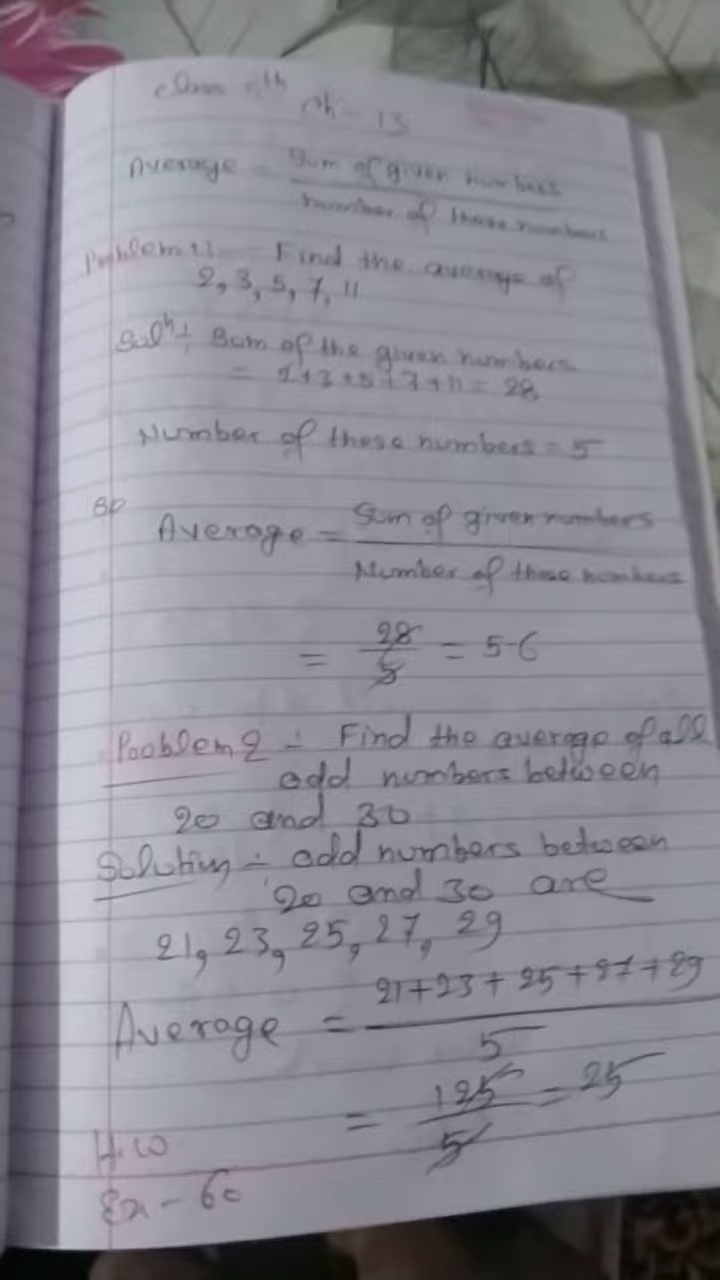 class 5th ch - 13
Average = Sum of given numbers
number of these numbers
Problem 1:- Find the average of
2, 3, 5, 7, 11
Solⁿ ÷ Sum of the given numbers
= 2+3+5+7+11 = 28
Number of these numbers = 5
so
Average = Sum of given numbers
Number of these numbers
= 28/5 = 5.6
Problem 2 ÷ Find the average of all
odd numbers between
20 and 30
Solution ÷ odd numbers between
20 and 30 are
21, 23, 25, 27, 29
Average = 21+23+25+27+29
5
= 125/5 = 25
H.W
Ex - 60